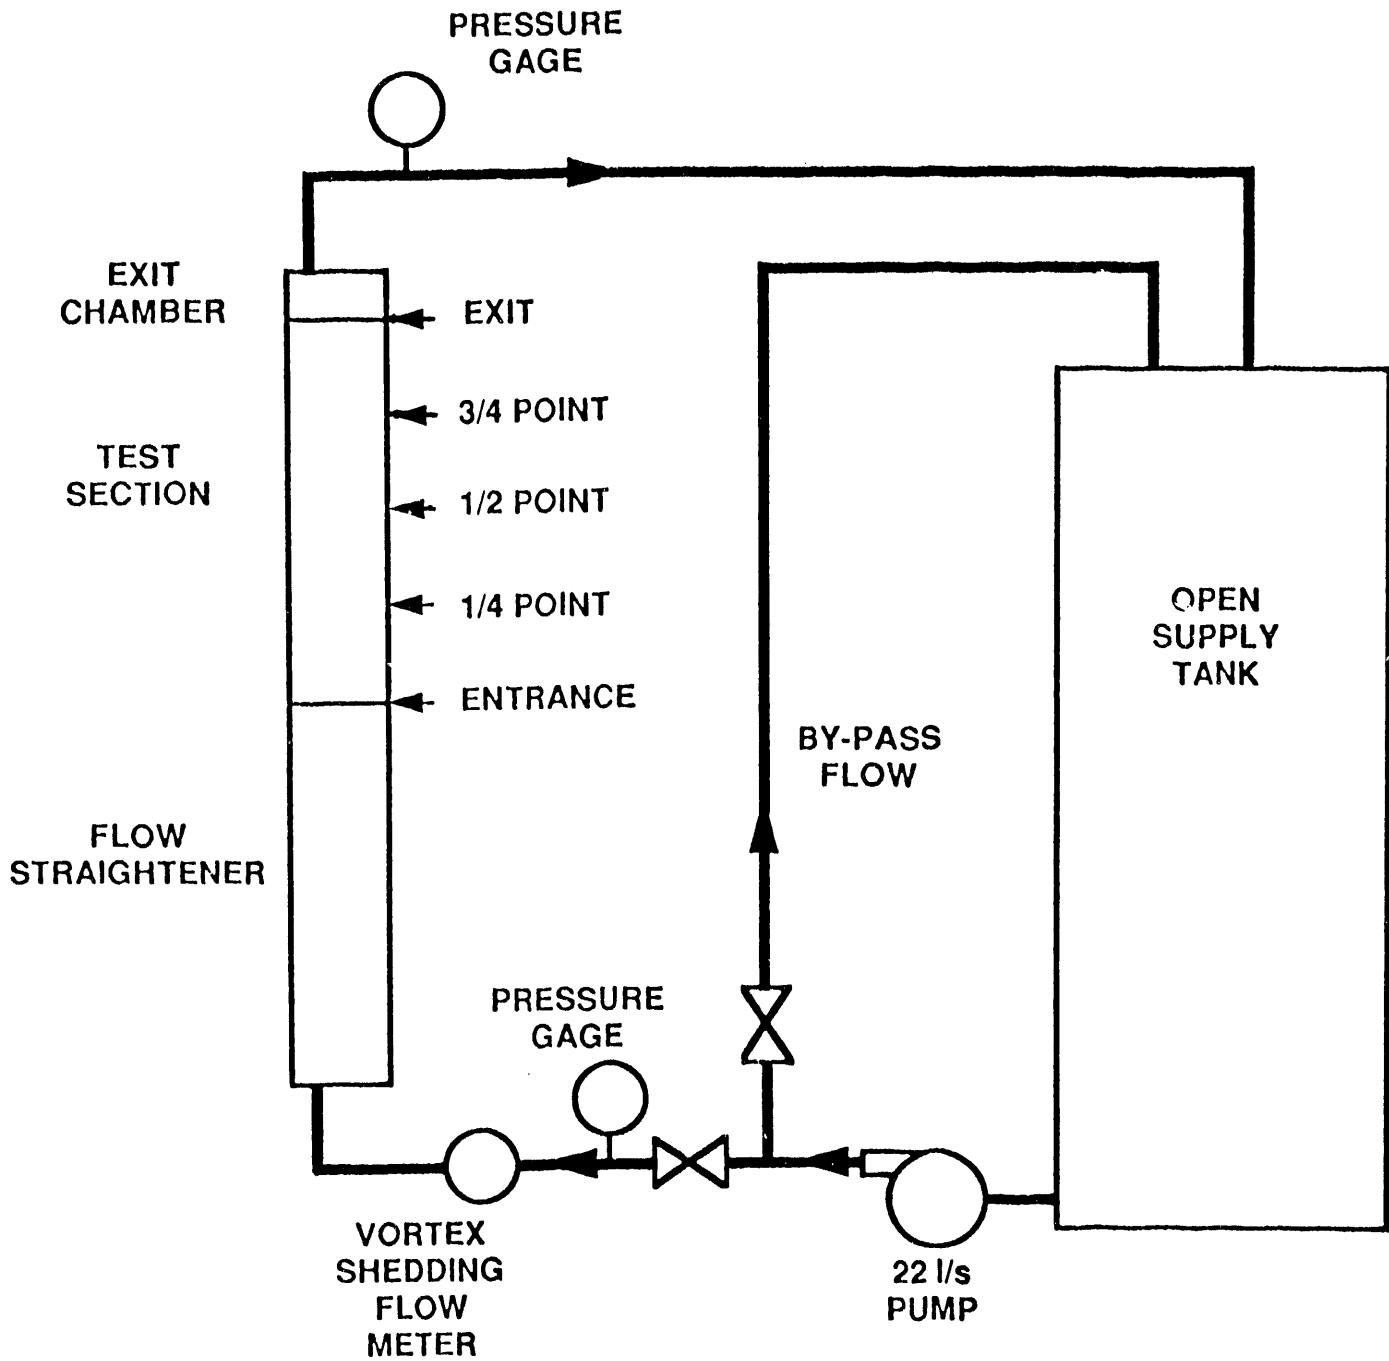 PRESSURE
GAGE
EXIT
CHAMBER
EXIT
3/4 POINT
TEST
SECTION
1/2 POINT
1/4 POINT
OPEN
SUPPLY
TANK
ENTRANCE
BY-PASS
FLOW
FLOW
STRAIGHTENER
PRESSURE
GAGE
VORTEX
SHEDDING
FLOW
METER
22 l/s
PUMP